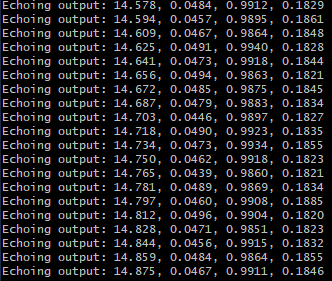 Echoing output: 14.578, 0.0484, 0.9912, 0.1829
Echoing output: 14.594, 0.0457, 0.9895, 0.1861
Echoing output: 14.609, 0.0467, 0.9864, 0.1848
Echoing output: 14.625, 0.0491, 0.9940, 0.1828
Echoing output: 14.641, 0.0473, 0.9918, 0.1844
Echoing output: 14.656, 0.0494, 0.9863, 0.1821
Echoing output: 14.672, 0.0485, 0.9875, 0.1845
Echoing output: 14.687, 0.0479, 0.9883, 0.1834
Echoing output: 14.703, 0.0446, 0.9897, 0.1827
Echoing output: 14.718, 0.0490, 0.9923, 0.1835
Echoing output: 14.734, 0.0473, 0.9934, 0.1855
Echoing output: 14.750, 0.0462, 0.9918, 0.1823
Echoing output: 14.765, 0.0439, 0.9860, 0.1821
Echoing output: 14.781, 0.0489, 0.9869, 0.1834
Echoing output: 14.797, 0.0460, 0.9908, 0.1885
Echoing output: 14.812, 0.0496, 0.9904, 0.1820
Echoing output: 14.828, 0.0471, 0.9851, 0.1823
Echoing output: 14.844, 0.0456, 0.9915, 0.1832
Echoing output: 14.859, 0.0484, 0.9864, 0.1855
Echoing output: 14.875, 0.0467, 0.9911, 0.1846